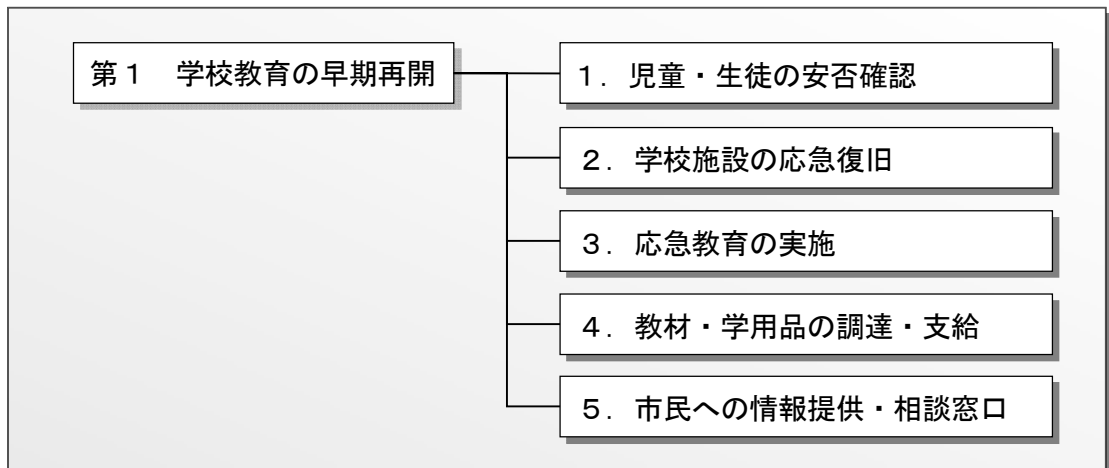 第１　学校教育の早期再開
１．児童・生徒の安否確認
２．学校施設の応急復旧
３．応急教育の実施
４．教材・学用品の調達・支給
５．市民への情報提供・相談窓口